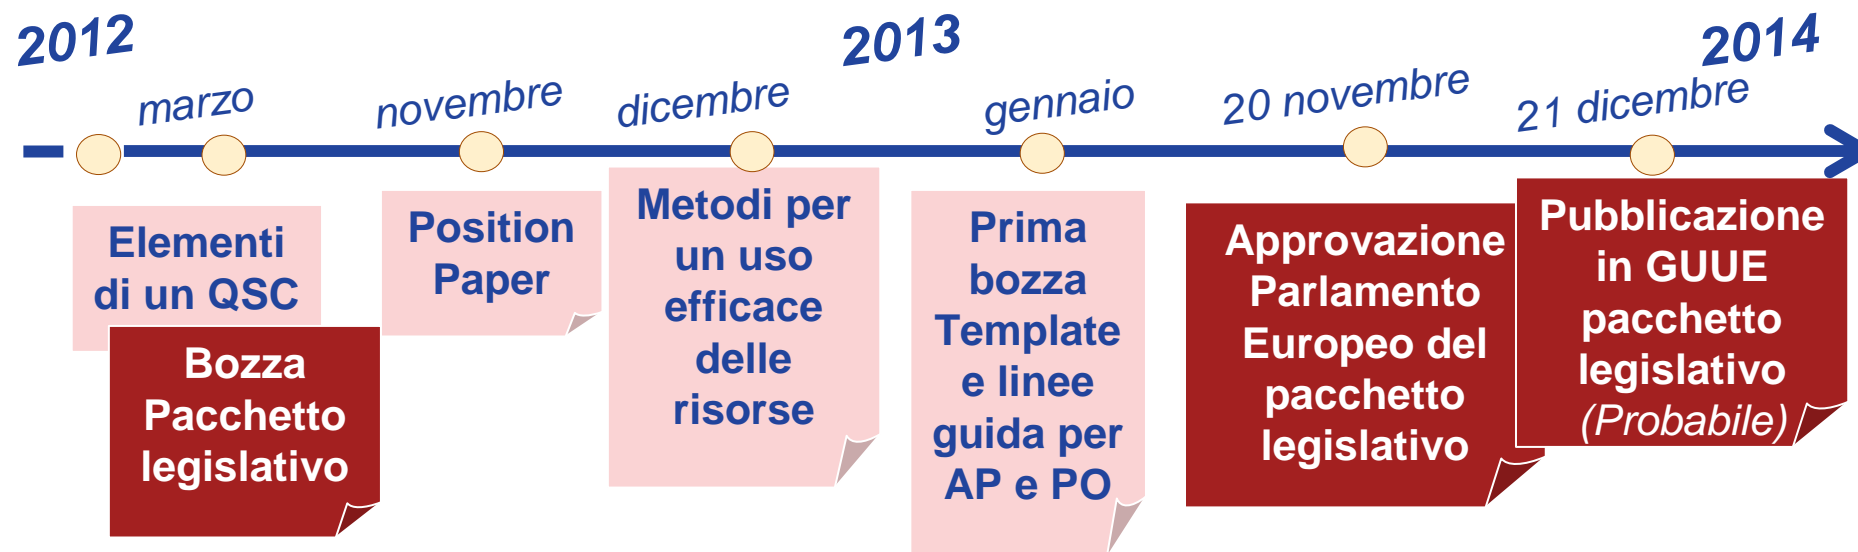 2012
2013
2014
marzo
novembre
dicembre
gennaio
20 novembre
21 dicembre
Elementi
di un QSC
Bozza
Pacchetto
legislativo
Position
Paper
Metodi per
un uso
efficace
delle
risorse
Prima
bozza
Template
e linee
guida per
AP e PO
Approvazione
Parlamento
Europeo del
pacchetto
legislativo
Pubblicazione
in GUUE
pacchetto
legislativo
(Probabile)